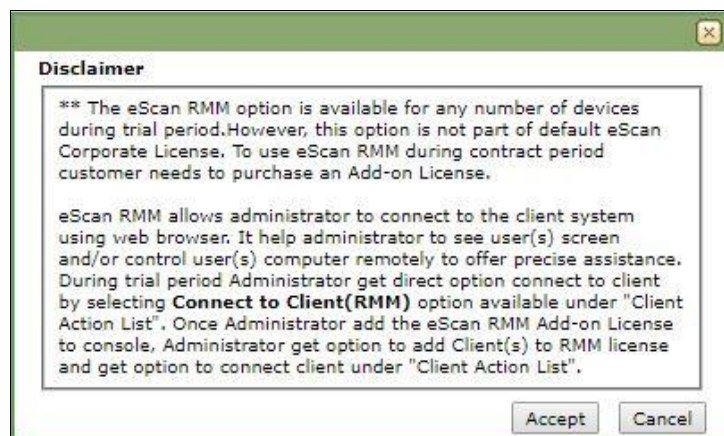 Disclaimer
** The eScan RMM option is available for any number of devices
during trial period.However, this option is not part of default eScan
Corporate License. To use eScan RMM during contract period
customer needs to purchase an Add-on License.
eScan RMM allows administrator to connect to the client system
using web browser. It help administrator to see user(s) screen
and/or control user(s) computer remotely to offer precise assistance.
During trial period Administrator get direct option connect to client
by selecting Connect to Client(RMM) option available under "Client
Action List". Once Administrator add the eScan RMM Add-on License
to console, Administrator get option to add Client(s) to RMM license
and get option to connect client under "Client Action List".
Accept Cancel